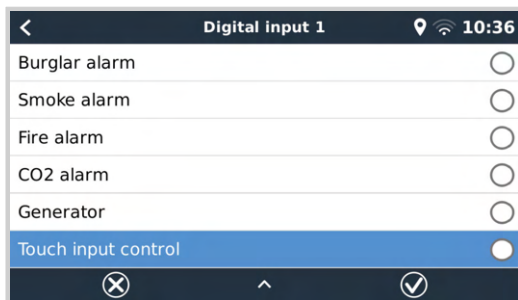 Digital input 1 10:36
Burglar alarm
Smoke alarm
Fire alarm
CO2 alarm
Generator
Touch input control